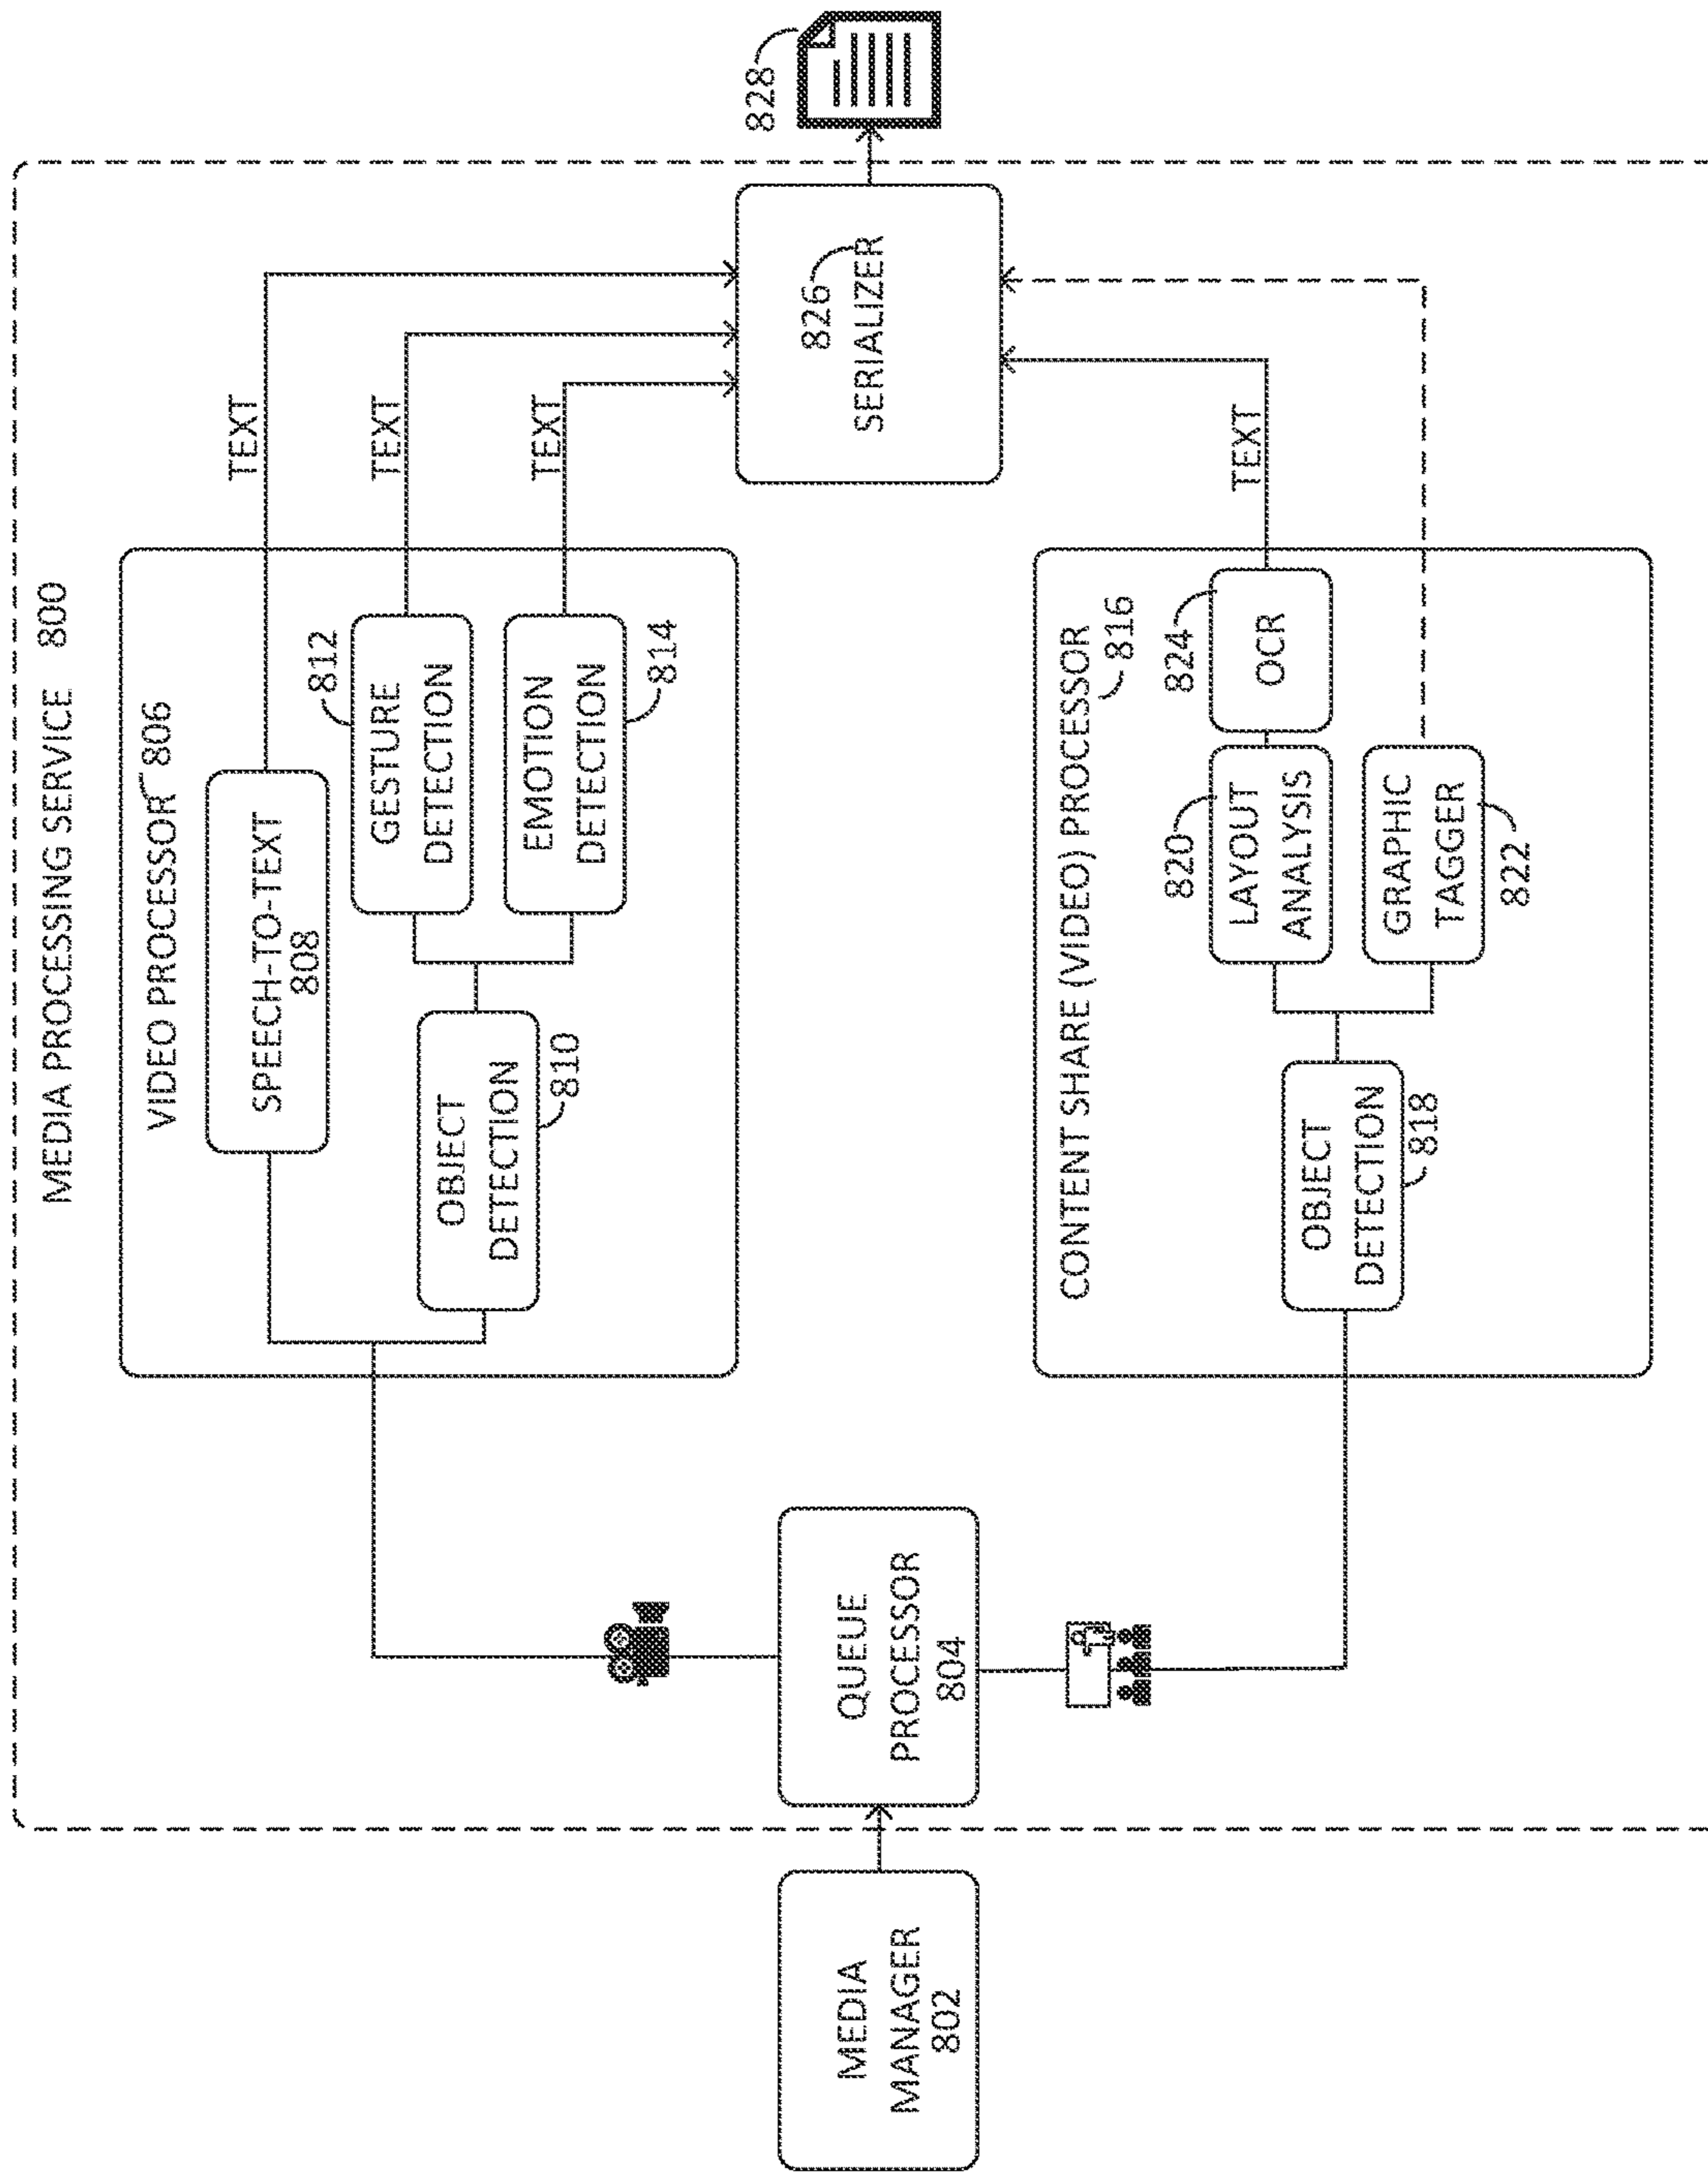 MEDIA PROCESSING SERVICE 800
MEDIA
MANAGER
802
QUEUE
PROCESSOR
804
VIDEO PROCESSOR 806
SPEECH-TO-TEXT
808
OBJECT
DETECTION
810
GESTURE
DETECTION
812
EMOTION
DETECTION
814
TEXT
TEXT
TEXT
CONTENT SHARE (VIDEO) PROCESSOR
816
OBJECT
DETECTION
818
820
LAYOUT
ANALYSIS
GRAPHIC
TAGGER
822
824
OCR
TEXT
826
SERIALIZER
828